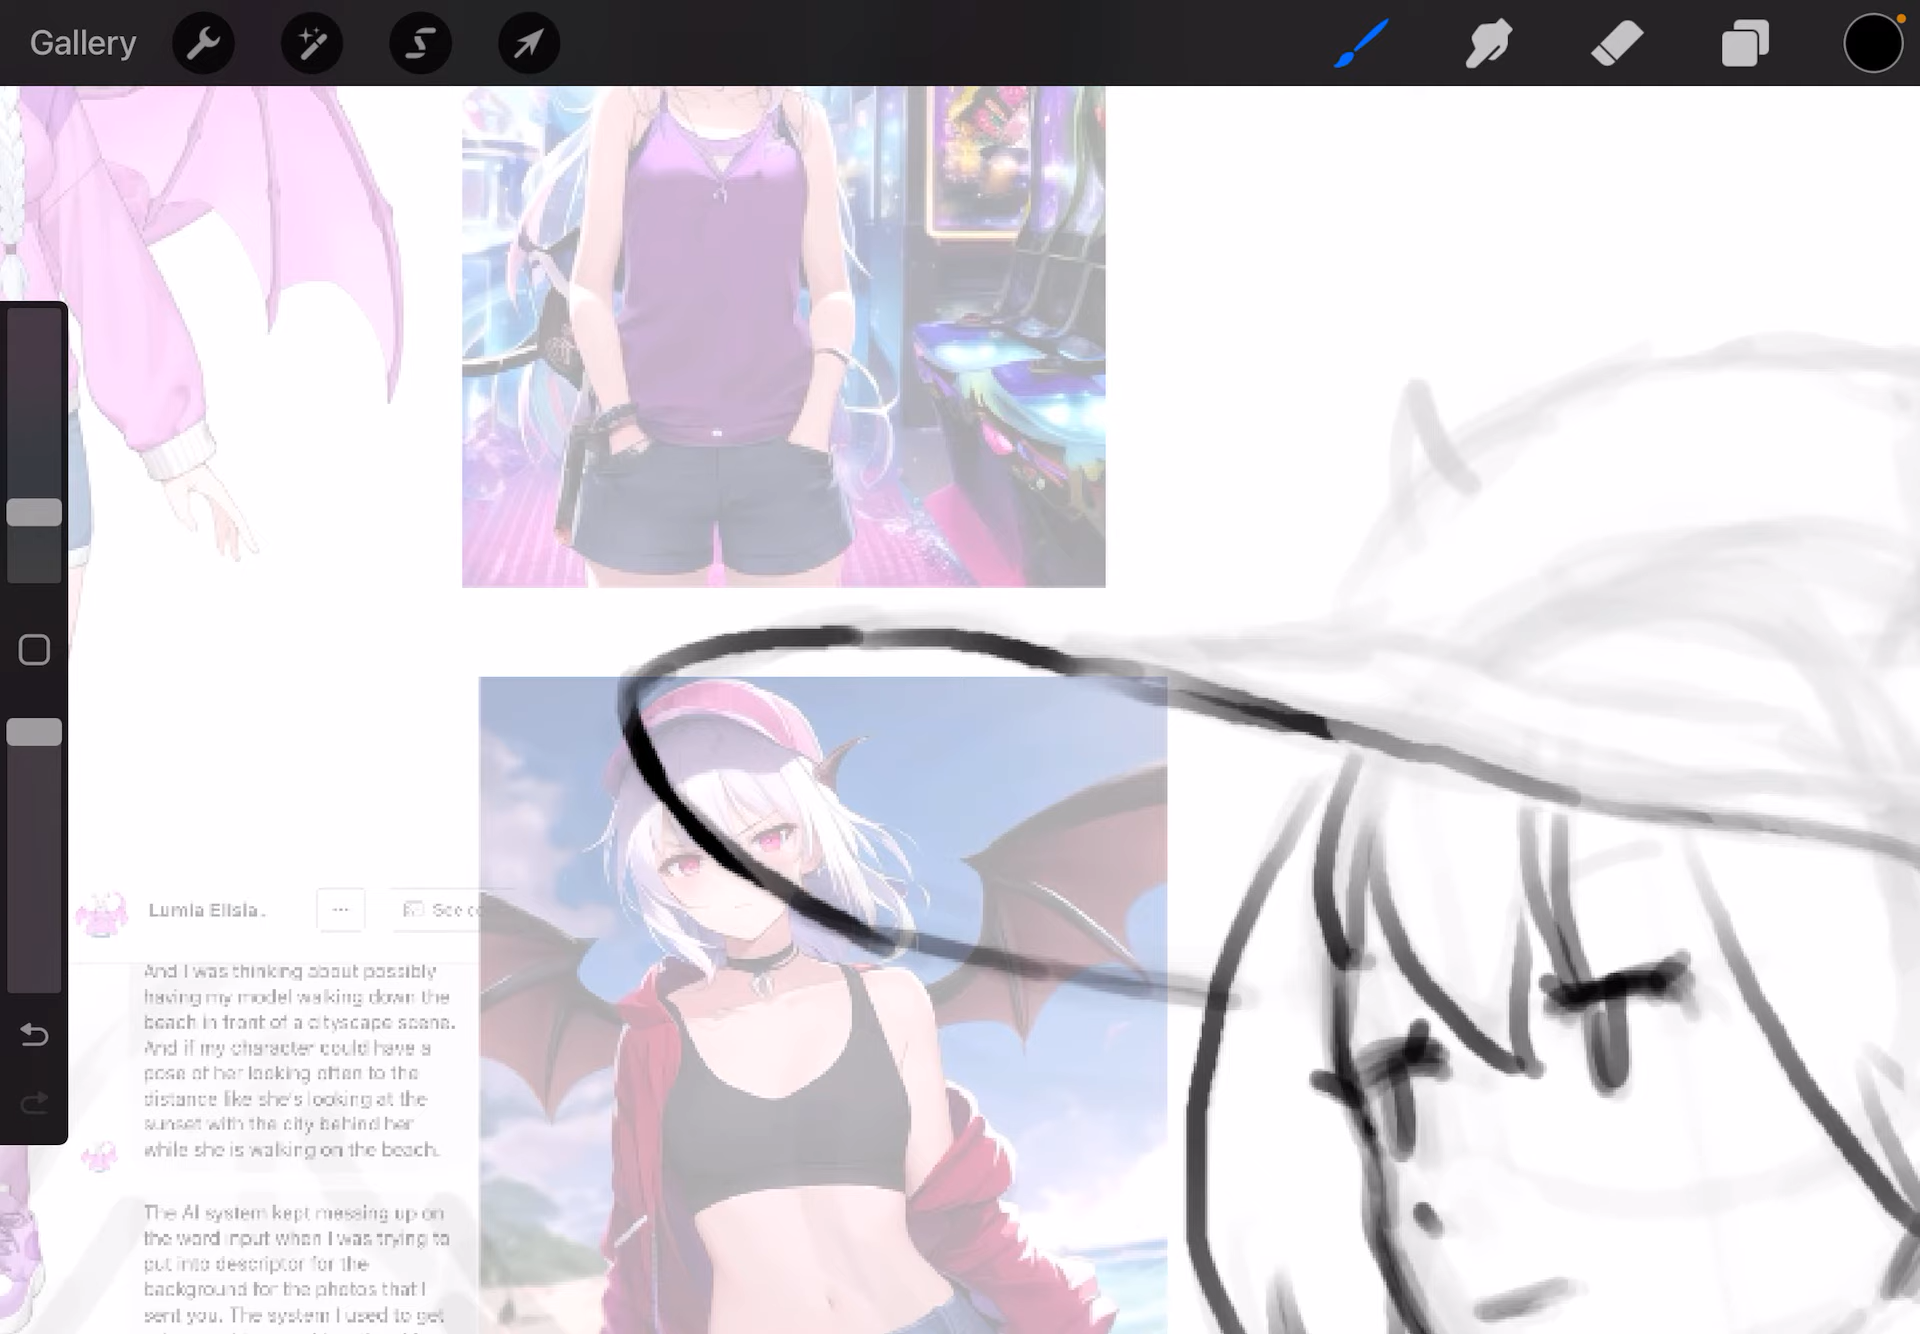 Gallery
Lumia Elisia .
... See co
And I was thinking about possibly
having my model walking down the
beach in front of a cityscape scene.
And if my character could have a
pose of her looking often to the
distance like she's looking at the
sunset with the city behind her
while she is walking on the beach.
The AI system kept messing up on
the word input when I was trying to
put into descriptor for the
background for the photos that I
sent you. The system I used to get